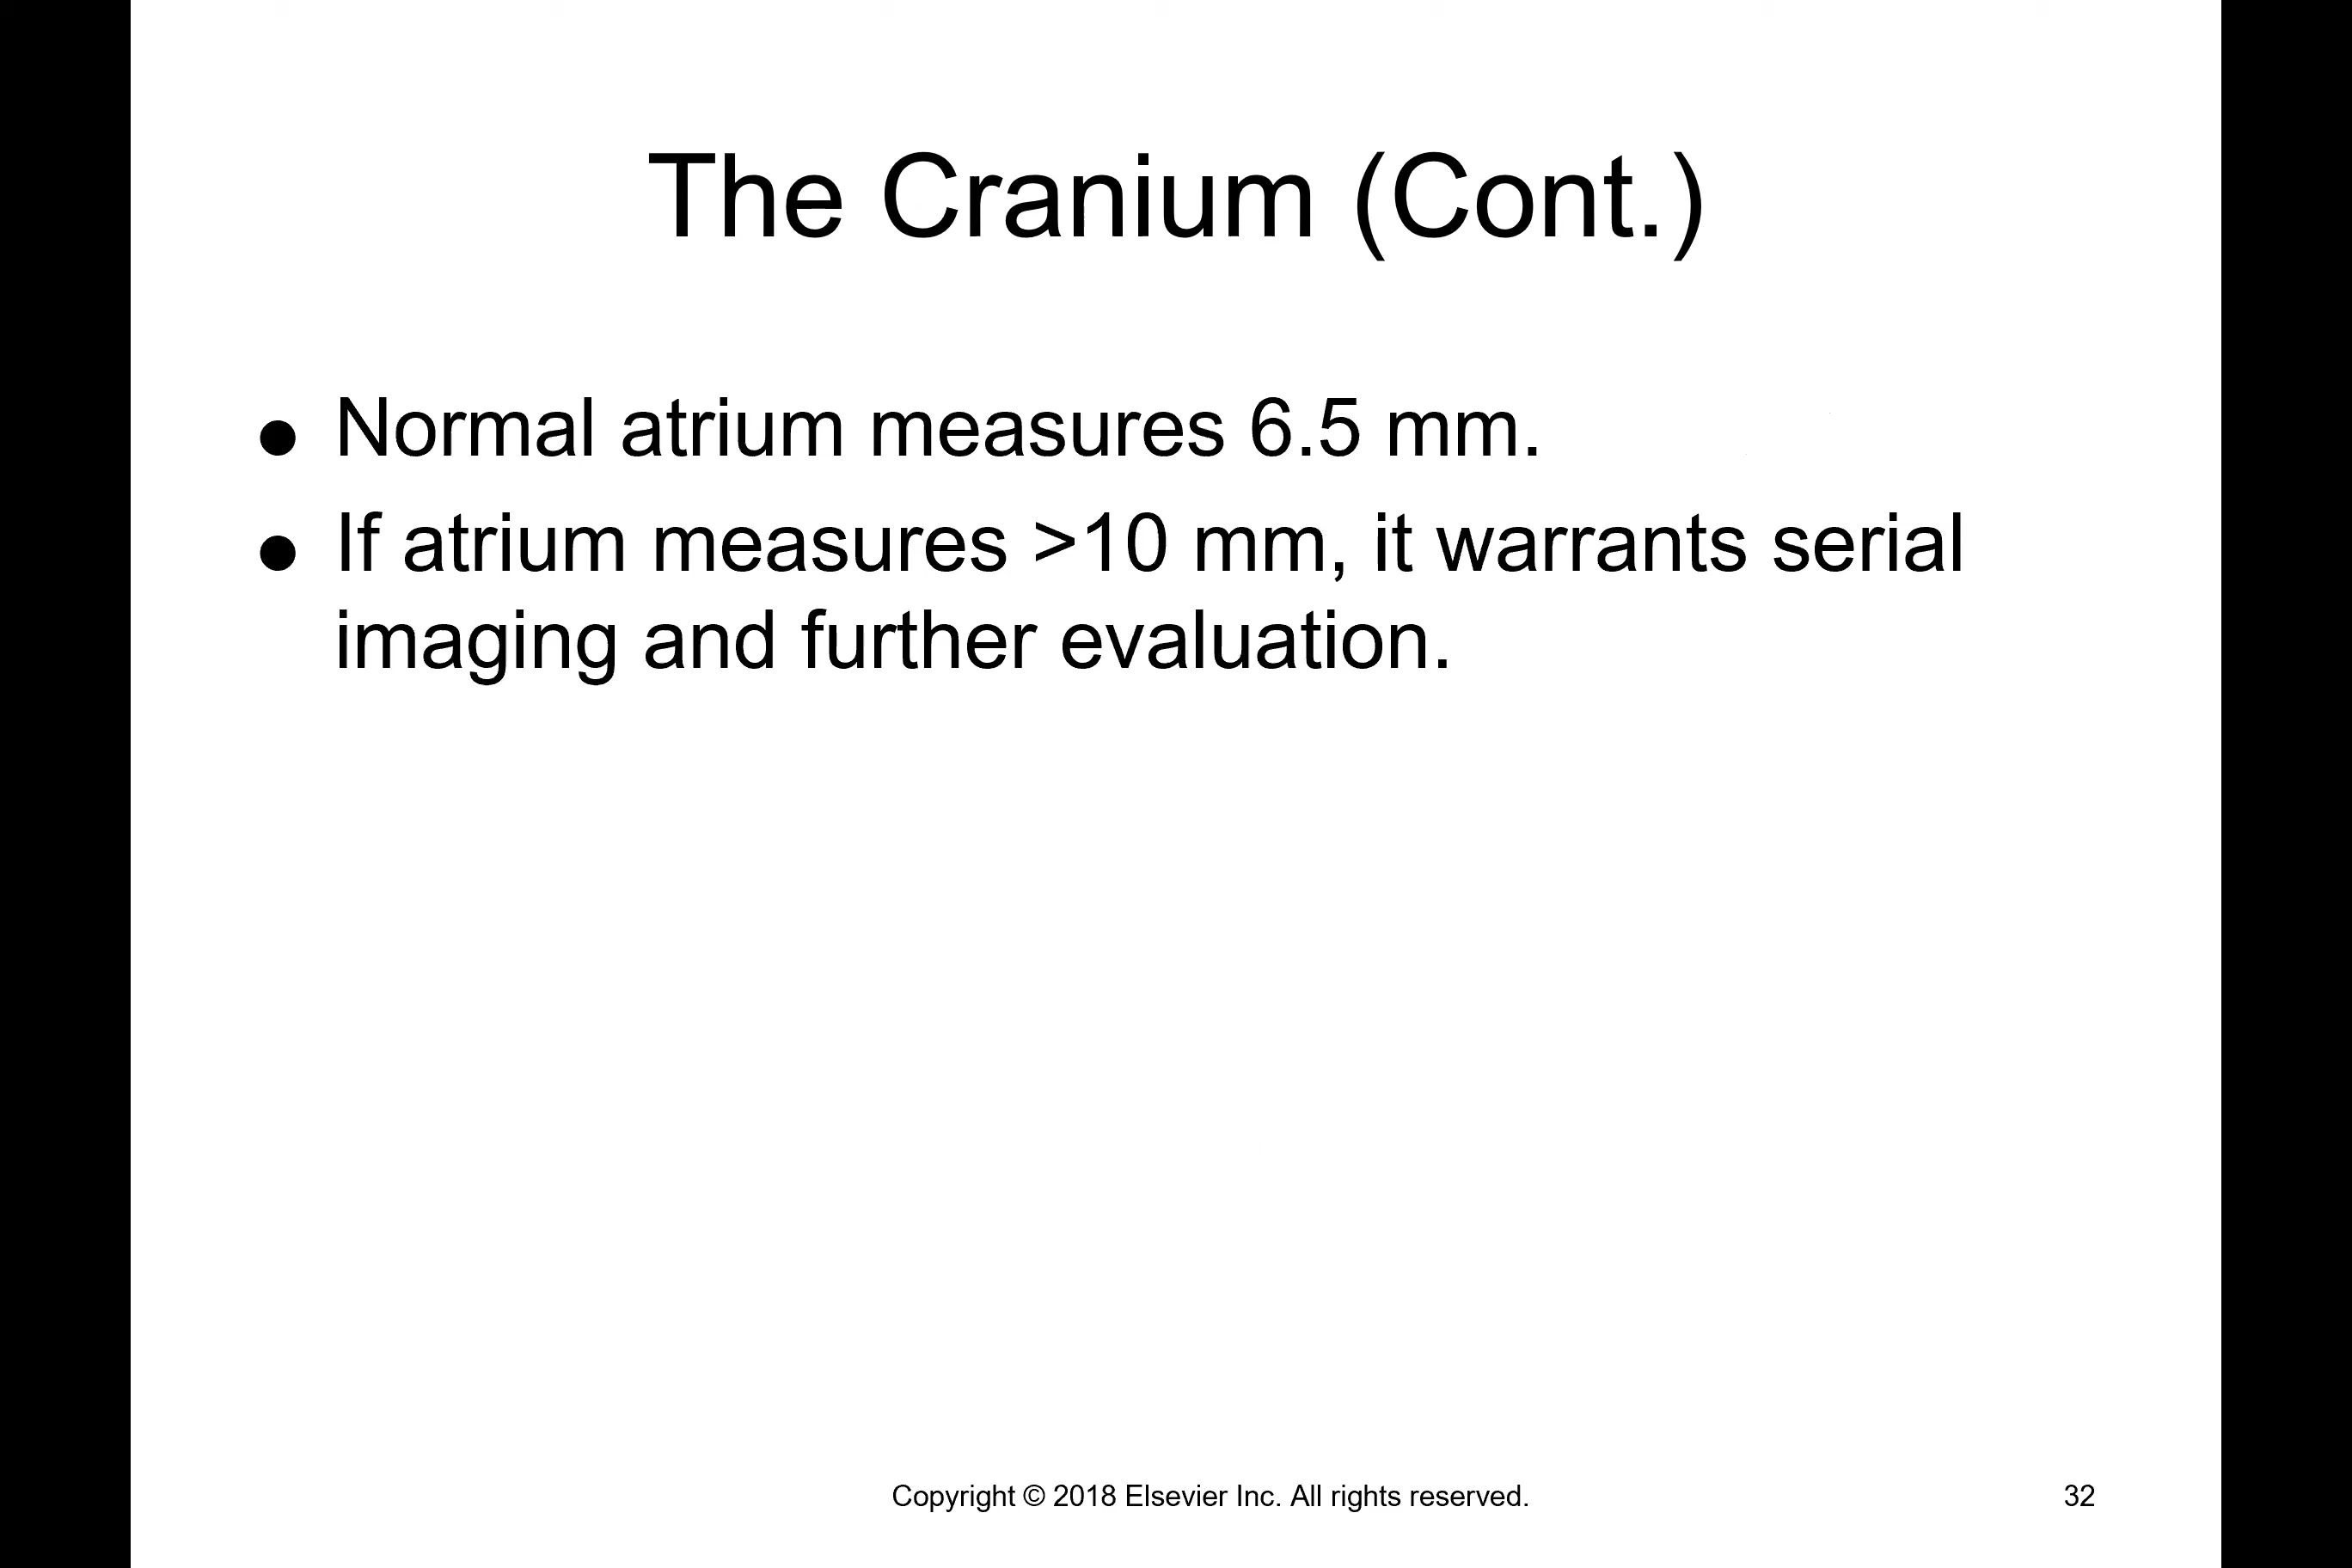 The Cranium (Cont.)
● Normal atrium measures 6.5 mm.
● If atrium measures >10 mm, it warrants serial
imaging and further evaluation.
Copyright © 2018 Elsevier Inc. All rights reserved.
32